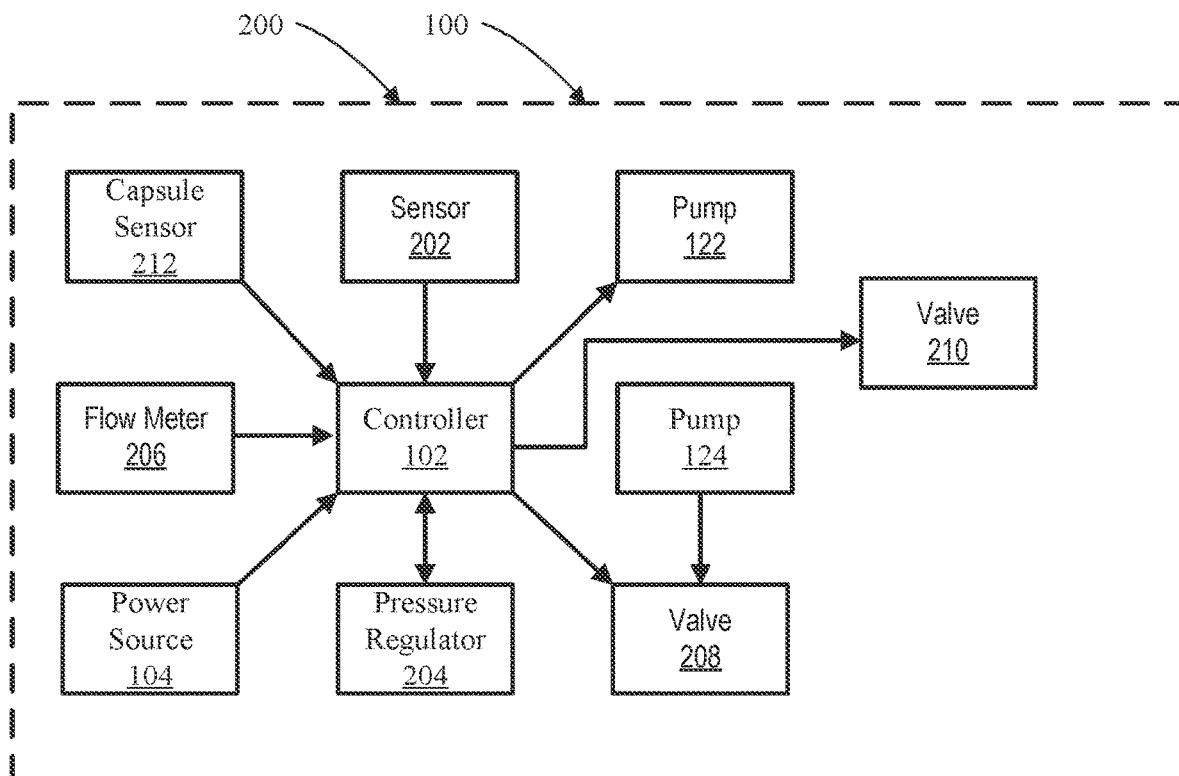 200
100
Capsule
Sensor
212
Sensor
202
Pump
122
Valve
210
Flow Meter
206
Controller
102
Pump
124
Power
Source
104
Pressure
Regulator
204
Valve
208